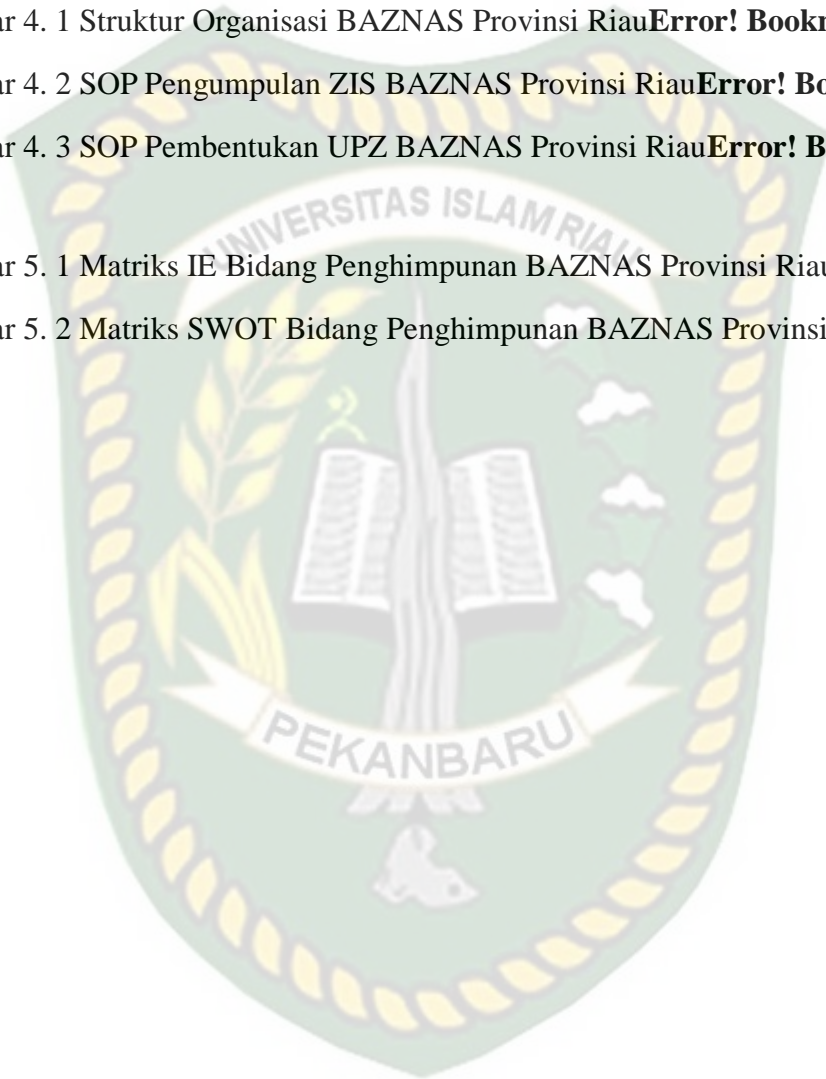 ar 4. 1 Struktur Organisasi BAZNAS Provinsi RiauError! Bookr
ar 4. 2 SOP Pengumpulan ZIS BAZNAS Provinsi RiauError! Bo
ar 4. 3 SOP Pembentukan UPZ BAZNAS Provinsi RiauError! B
UNIVERSITAS ISLAM RIAU
ar 5. 1 Matriks IE Bidang Penghimpunan BAZNAS Provinsi Riau
ar 5. 2 Matriks SWOT Bidang Penghimpunan BAZNAS Provinsi
PEKANBARU